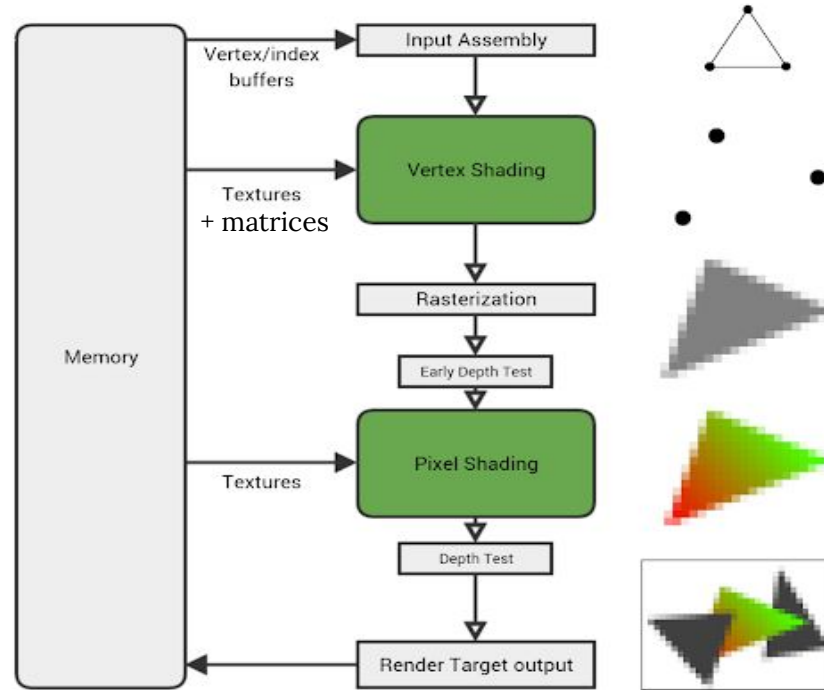 Input Assembly
Vertex/index
buffers
Vertex Shading
Textures
+ matrices
Rasterization
Memory
Early Depth Test
Pixel Shading
Textures
Depth Test
Render Target output